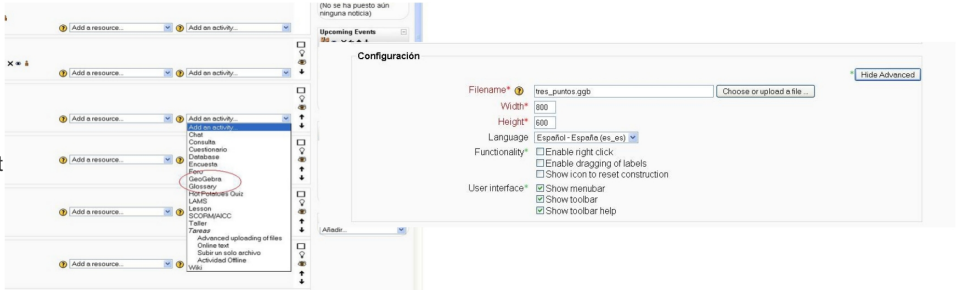 (No se ha puesto aún
ninguna noticia)
Add a resource... Add an activity...
Upcoming Events
Add a resource... Add an activity...
Add a resource... Add an activity...
Add an activity...
Chat
Consulta
Cuestionario
Database
Encuesta
Foro
GeoGebra
Glossary
Hot Potatoes Quiz
LAMS
Lesson
SCORM/AICC
Taller
Tareas
Advanced uploading of files
Online text
Subir un solo archivo
Actividad Offline
Wiki
t
Add a resource...
Add a resource...
Add a resource...
Añadir...
Configuración
* Hide Advanced
Filename* tres_puntos.ggb Choose or upload a file ...
Width* 800
Height* 600
Language Español - España (es_es)
Functionality* Enable right click
Enable dragging of labels
Show icon to reset construction
User interface* Show menubar
Show toolbar
Show toolbar help